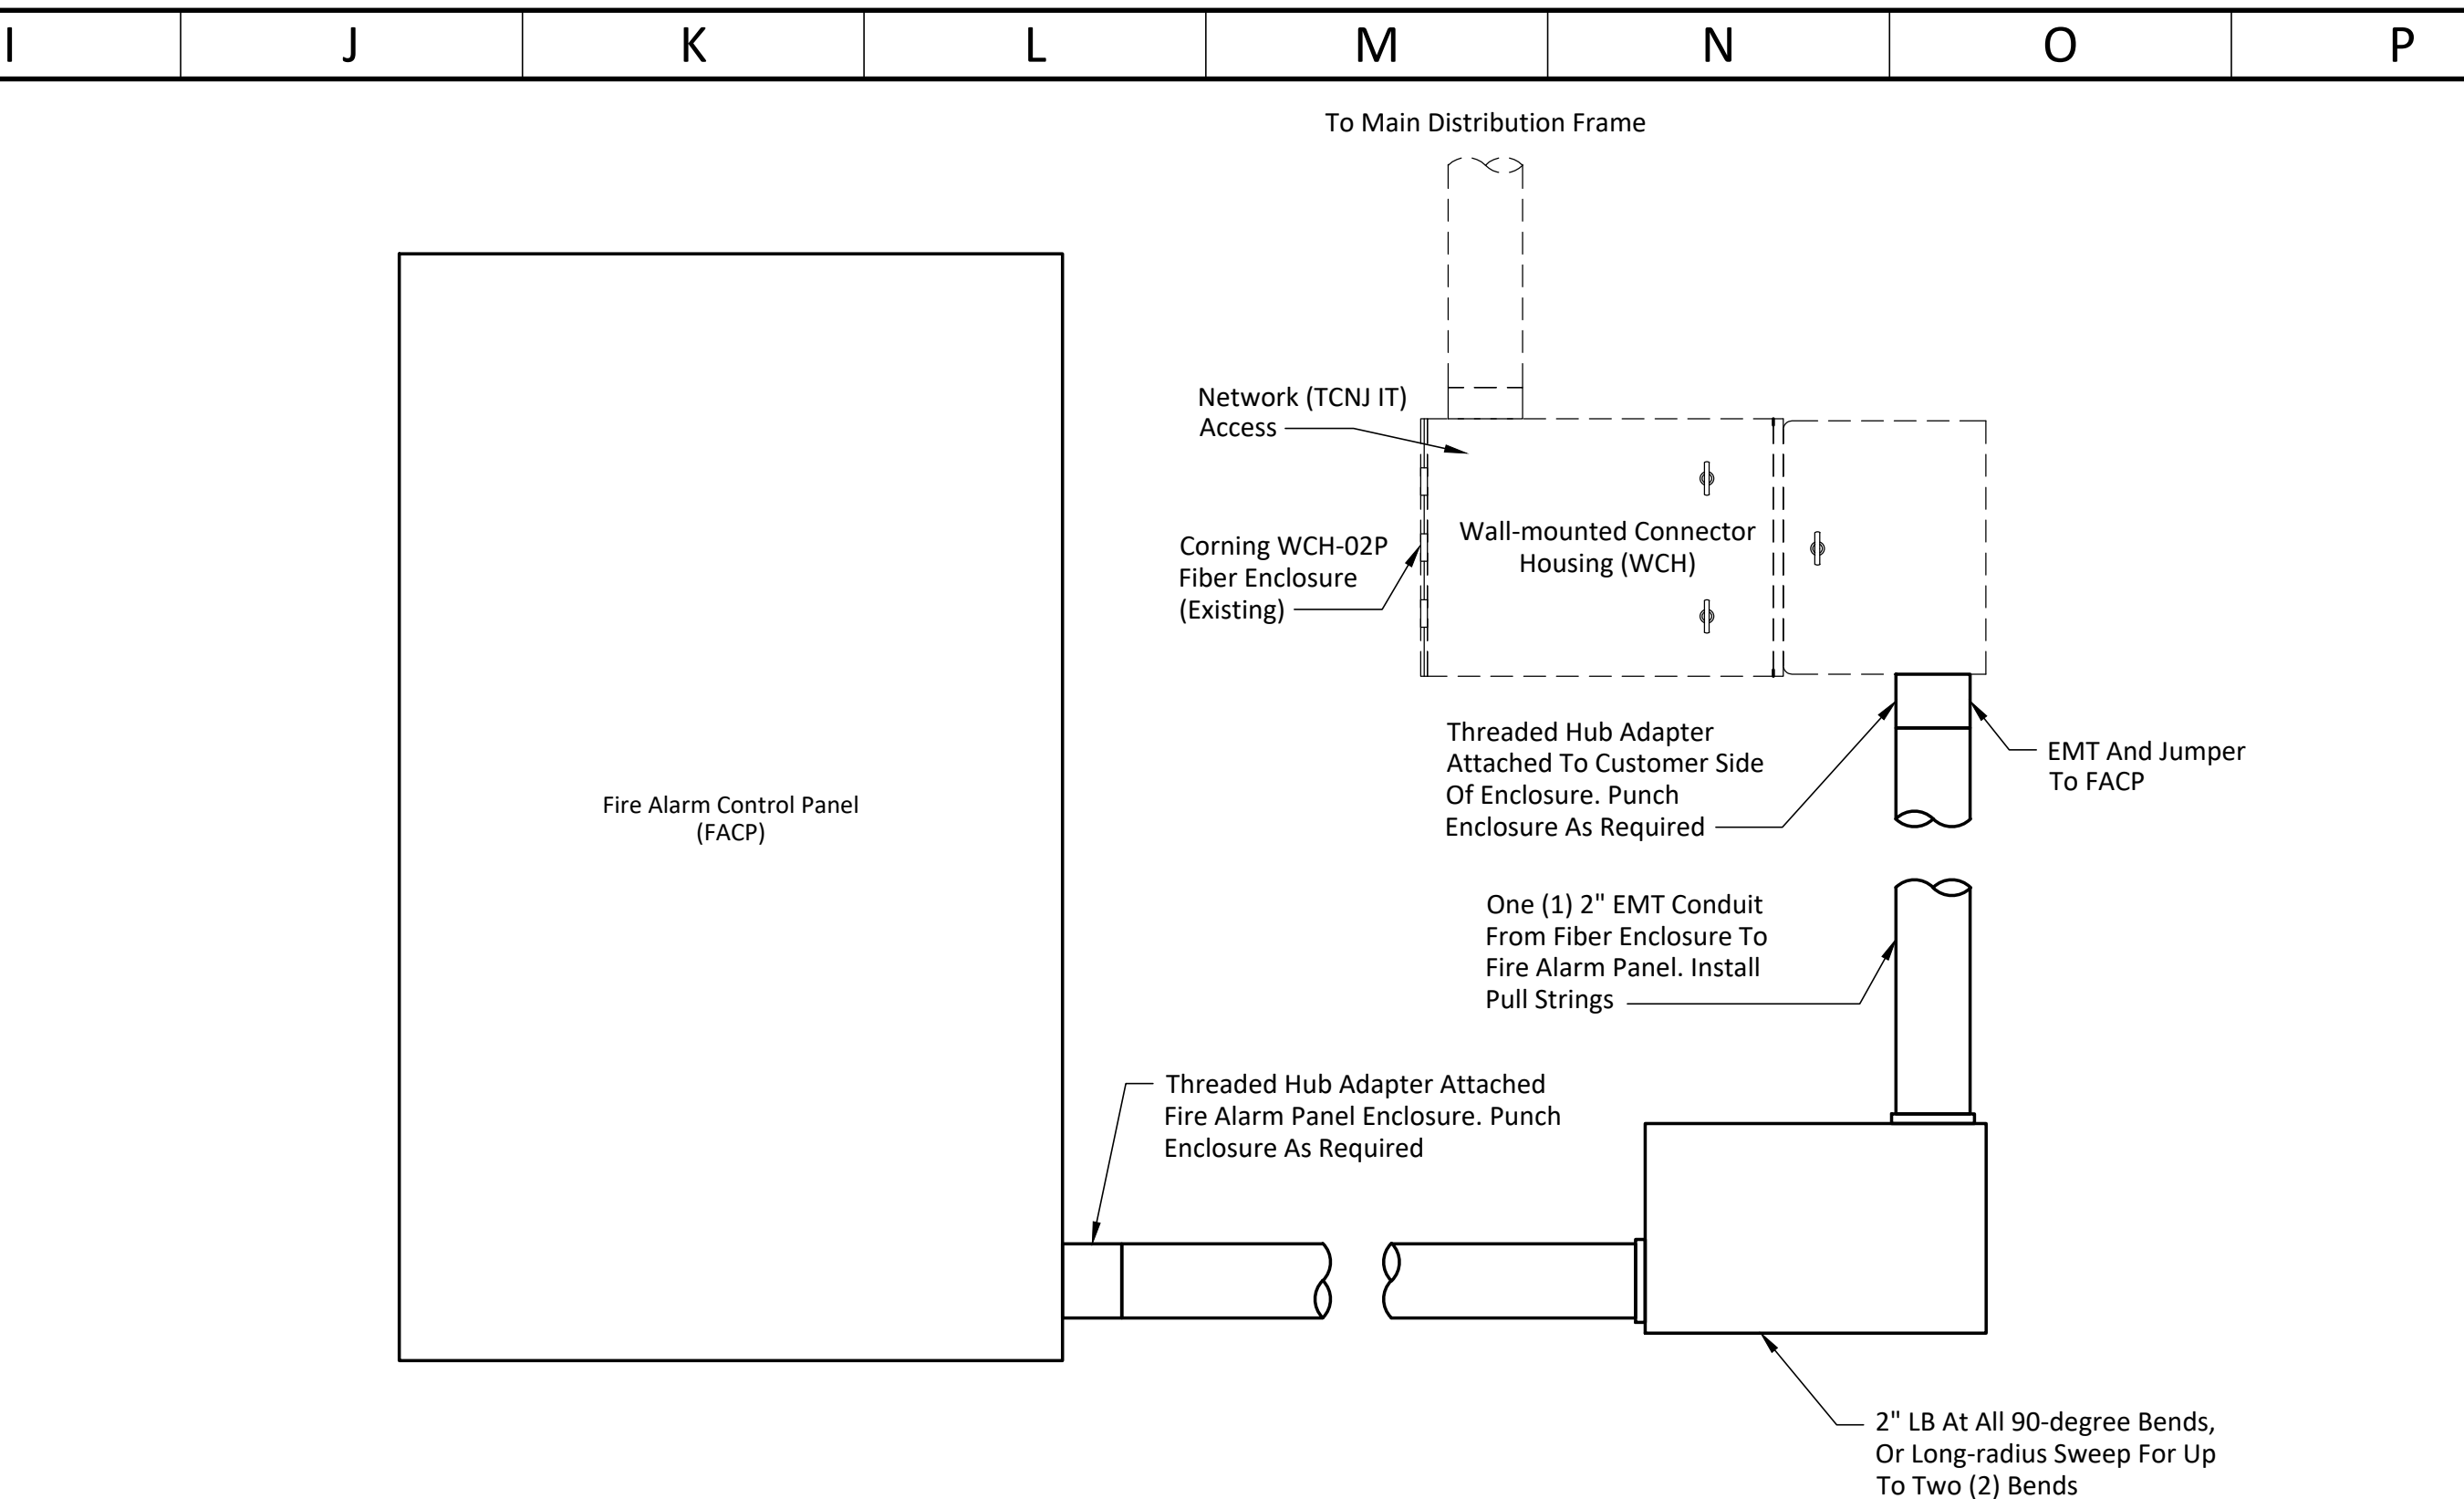 I J K L M N O P
To Main Distribution Frame
Network (TCNJ IT)
Access
Corning WCH-02P
Fiber Enclosure
(Existing)
Wall-mounted Connector
Housing (WCH)
Threaded Hub Adapter
Attached To Customer Side
Of Enclosure. Punch
Enclosure As Required
EMT And Jumper
To FACP
Fire Alarm Control Panel
(FACP)
One (1) 2" EMT Conduit
From Fiber Enclosure To
Fire Alarm Panel. Install
Pull Strings
Threaded Hub Adapter Attached
Fire Alarm Panel Enclosure. Punch
Enclosure As Required
2" LB At All 90-degree Bends,
Or Long-radius Sweep For Up
To Two (2) Bends